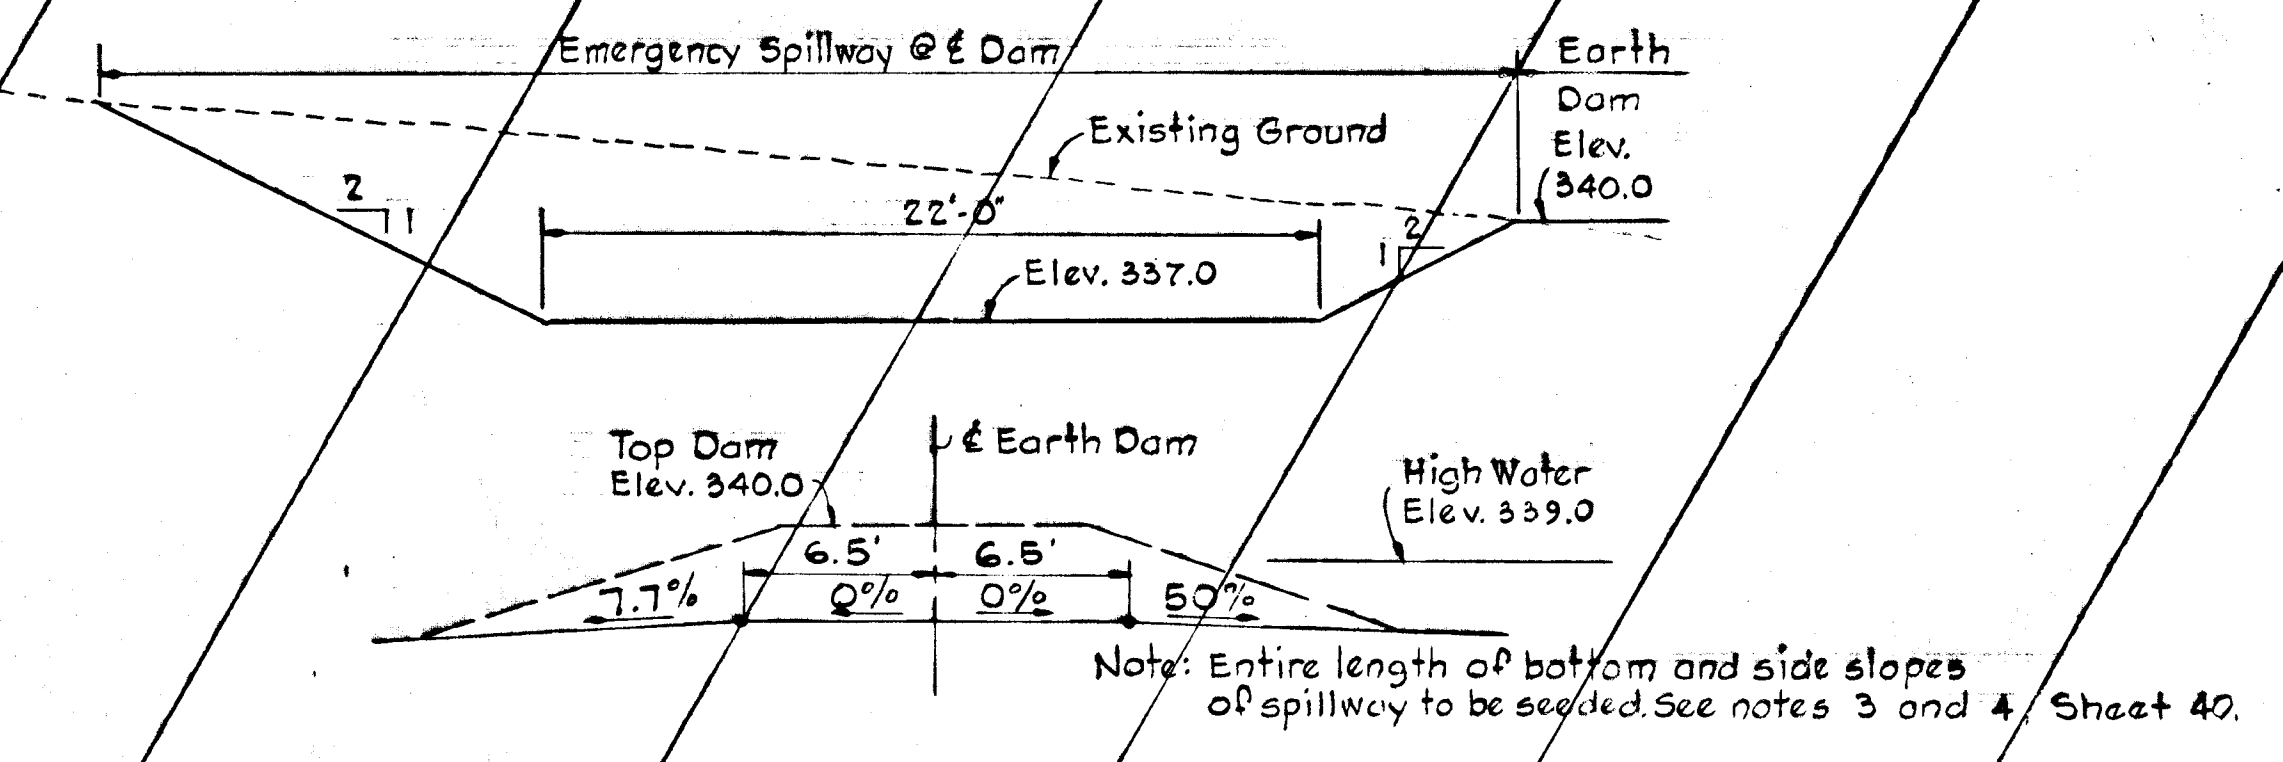 Emergency Spillway @ ℄ Dam
Earth
Dam
Elev.
340.0
Existing Ground
2
1
22'-0"
2
1
Elev. 337.0
Top Dam
Elev. 340.0
℄ Earth Dam
High Water
Elev. 339.0
6.5' 6.5'
7.7% 0% 0% 50%
Note: Entire length of bottom and side slopes
of spillway to be seeded. See notes 3 and 4, Sheet 40.